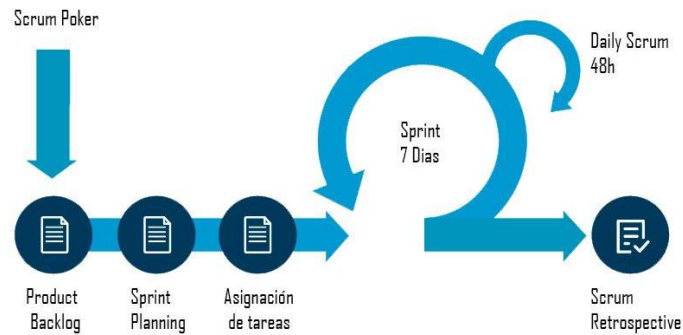 Scrum Poker
Daily Scrum
48h
Sprint
7 Dias
Product
Backlog
Sprint
Planning
Asignación
de tareas
Scrum
Retrospective